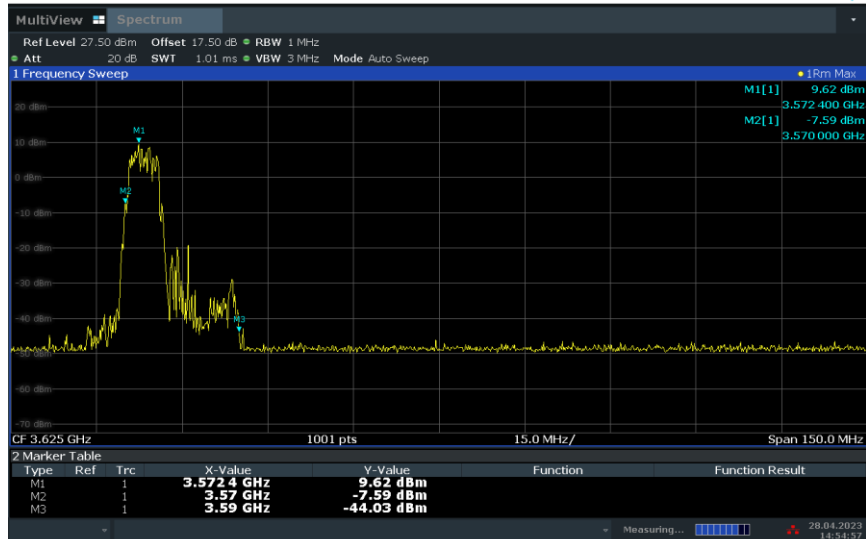 MultiView Spectrum
Ref Level 27.50 dBm Offset 17.50 dB RBW 1 MHz
Att 20 dB SWT 1.01 ms VBW 3 MHz Mode Auto Sweep
1 Frequency Sweep 1Rm Max
M1[1] 9.62 dBm
3.572 400 GHz
M2[1] -7.59 dBm
3.570 000 GHz
20 dBm
M1
10 dBm
0 dBm
M2
-10 dBm
-20 dBm
-30 dBm
-40 dBm
M3
-50 dBm
-60 dBm
-70 dBm
CF 3.625 GHz 1001 pts 15.0 MHz/ Span 150.0 MHz
2 Marker Table
Type Ref Trc X-Value Y-Value Function Function Result
M1 1 3.572 4 GHz 9.62 dBm
M2 1 3.57 GHz -7.59 dBm
M3 1 3.59 GHz -44.03 dBm
Measuring... 28.04.2023
14:54:57